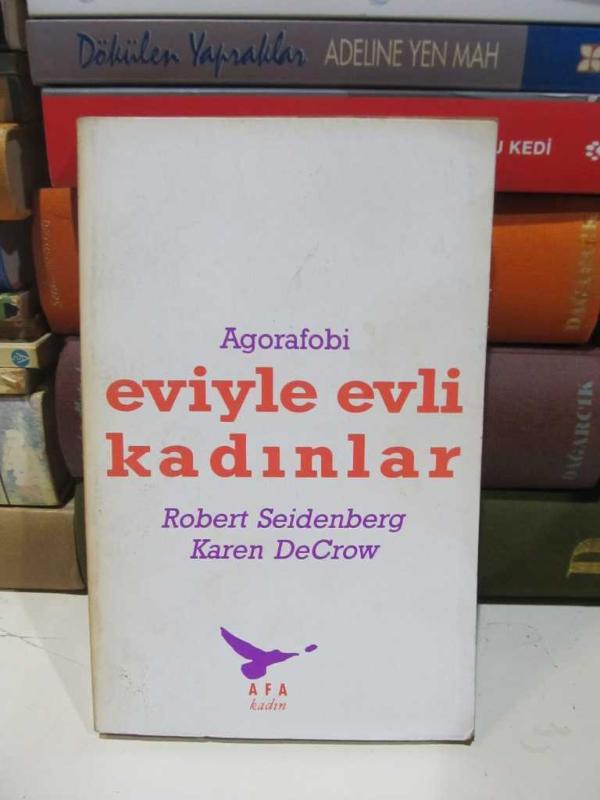 Dökülen Yapraklar ADELINE YEN MAH
KEDİ
Agorafobi
eviyle evli
kadınlar
Robert Seidenberg
Karen DeCrow
AFA
kadın
DAĞARCIK
DAĞARCIK